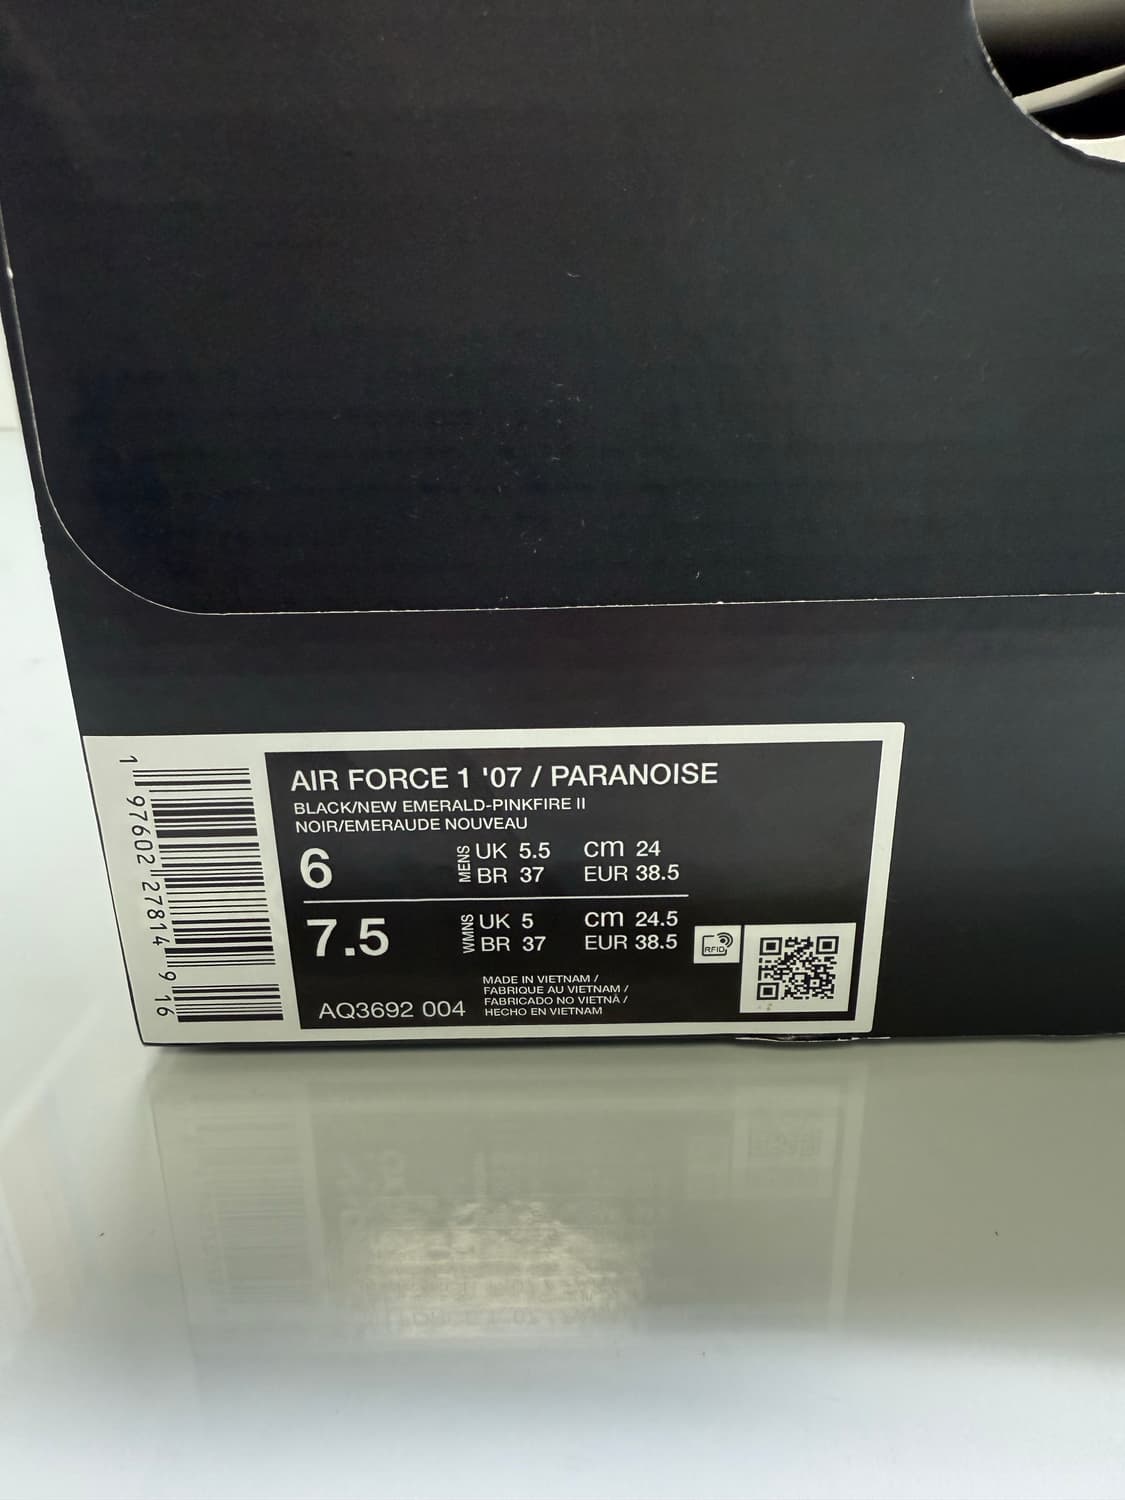 AIR FORCE 1 '07 / PARANOISE
BLACK/NEW EMERALD-PINKFIRE II
NOIR/EMERAUDE NOUVEAU
6
MENS
UK 5.5 cm 24
BR 37 EUR 38.5
7.5
WMNS
UK 5 cm 24.5
BR 37 EUR 38.5
RFID
MADE IN VIETNAM /
FABRIQUE AU VIETNAM /
FABRICADO NO VIETNÃ /
HECHO EN VIETNAM
AQ3692 004
1 97602 27814 9 16